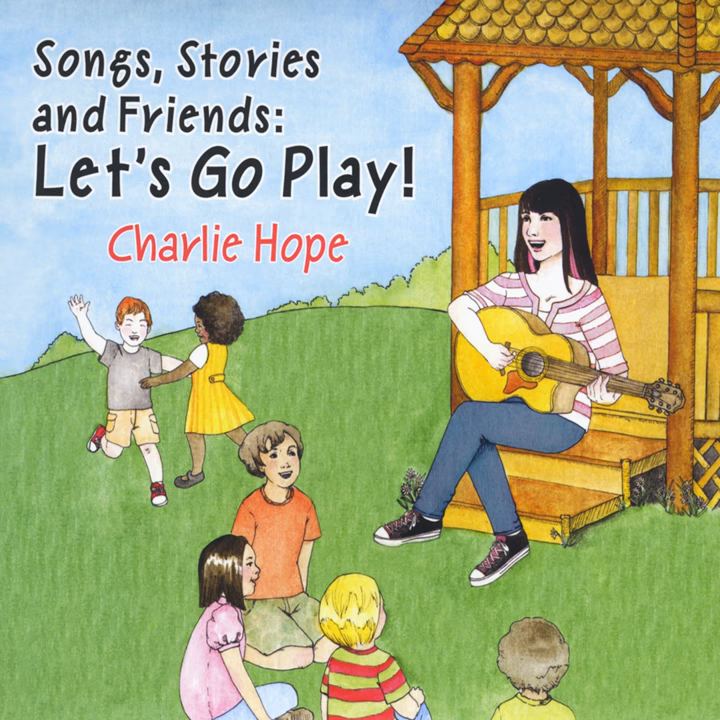 Songs, Stories
and Friends:
Let's Go Play!
Charlie Hope